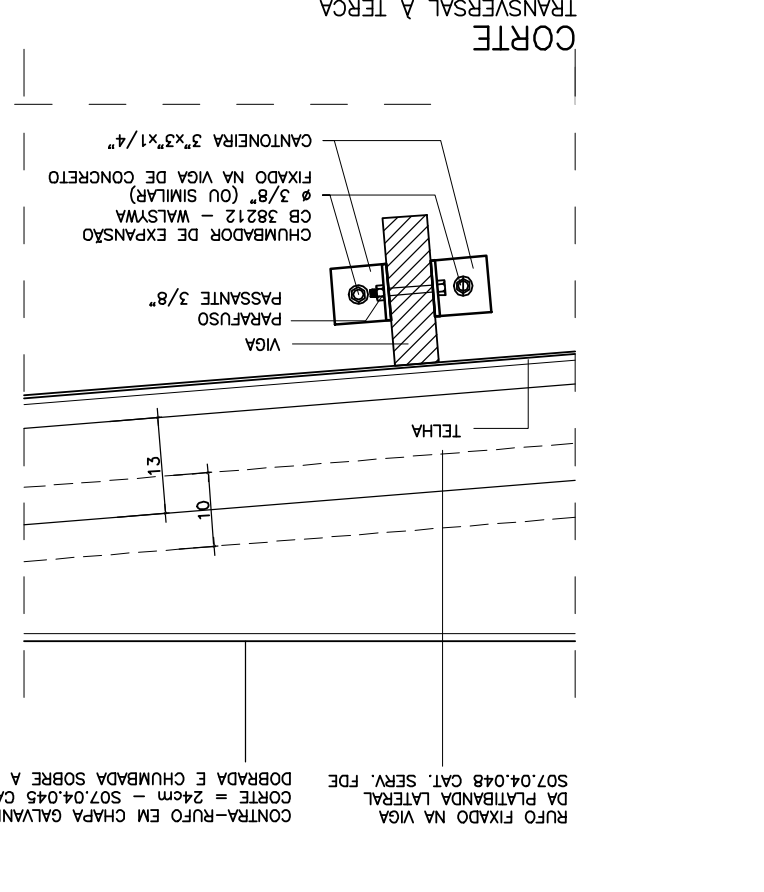 RUFO FIXADO NA VIGA
DA PLATIBANDA LATERAL
S07.04.048 CAT. SERV. FDE
CONTRA-RUFO EM CHAPA
CORTE = 24cm - S07.04.045
DOBRADA E CHUMBADA SOBRE A
10
13
TELHA
VIGA
PARAFUSO
PASSANTE 3/8"
CHUMBADOR DE EXPANSÃO
CB 38212 - WALSYWA
ø 3/8" (OU SIMILAR)
FIXADO NA VIGA DE CONCRETO
CANTONEIRA 3"x3"x1/4"
CORTE
TRANSVERSAL À TERÇA